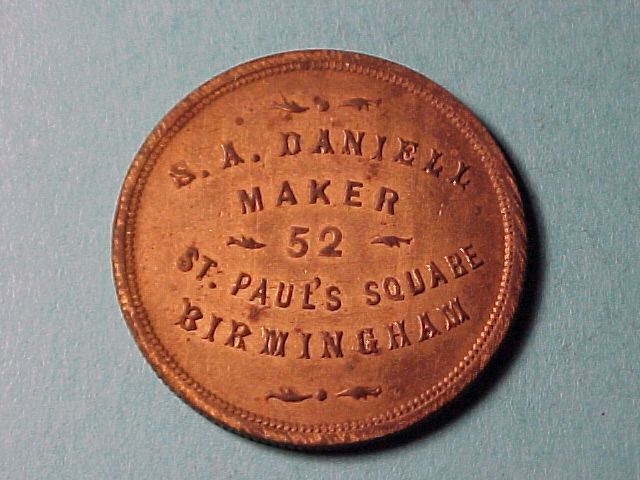 S. A. DANIELL
MAKER
52
ST. PAUL'S SQUARE
BIRMINGHAM